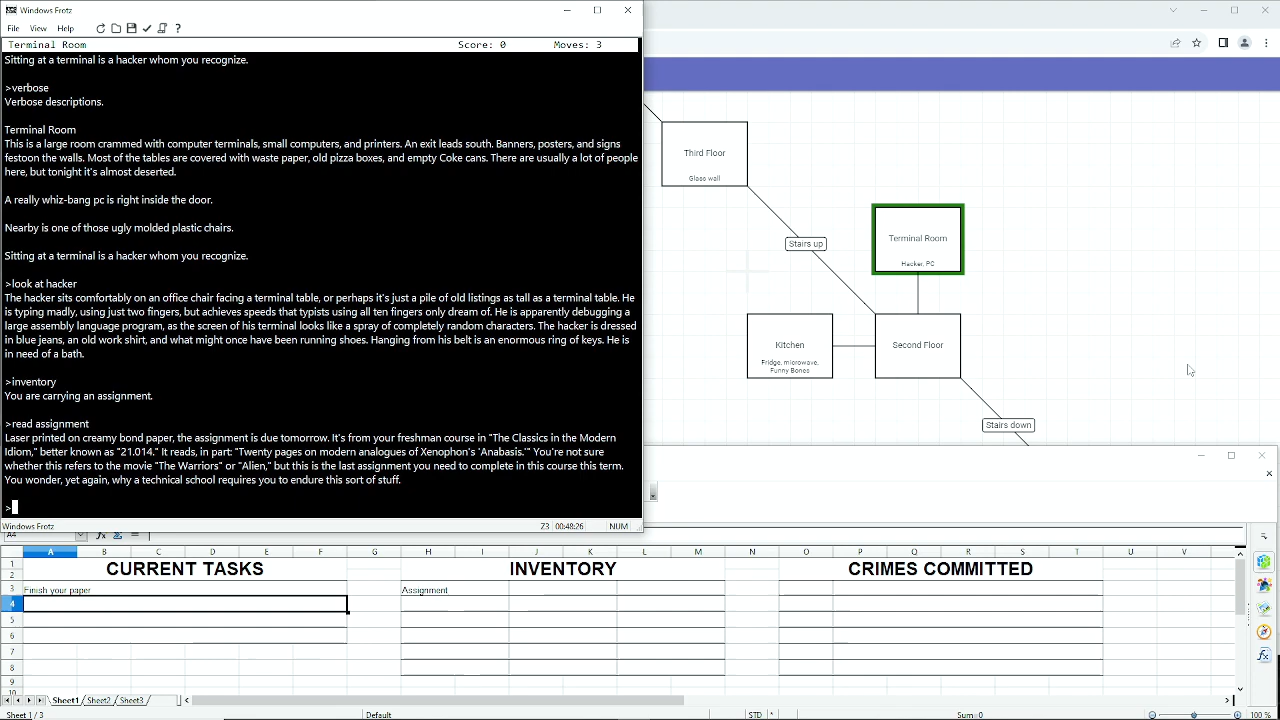 Windows Frotz
File View Help
?
Terminal Room Score: 0 Moves: 3
Sitting at a terminal is a hacker whom you recognize.
>verbose
Verbose descriptions.
Terminal Room
This is a large room crammed with computer terminals, small computers, and printers. An exit leads south. Banners, posters, and signs
festoon the walls. Most of the tables are covered with waste paper, old pizza boxes, and empty Coke cans. There are usually a lot of people
here, but tonight it's almost deserted.
A really whiz-bang pc is right inside the door.
Nearby is one of those ugly molded plastic chairs.
Sitting at a terminal is a hacker whom you recognize.
>look at hacker
The hacker sits comfortably on an office chair facing a terminal table, or perhaps it's just a pile of old listings as tall as a terminal table. He
is typing madly, using just two fingers, but achieves speeds that typists using all ten fingers only dream of. He is apparently debugging a
large assembly language program, as the screen of his terminal looks like a spray of completely random characters. The hacker is dressed
in blue jeans, an old work shirt, and what might once have been running shoes. Hanging from his belt is an enormous ring of keys. He is
in need of a bath.
>inventory
You are carrying an assignment.
>read assignment
Laser printed on creamy bond paper, the assignment is due tomorrow. It's from your freshman course in "The Classics in the Modern
Idiom," better known as "21.014." It reads, in part: "Twenty pages on modern analogues of Xenophon's 'Anabasis.'" You're not sure
whether this refers to the movie "The Warriors" or "Alien," but this is the last assignment you need to complete in this course this term.
You wonder, yet again, why a technical school requires you to endure this sort of stuff.
>
Windows Frotz Z3 00:48:26 NUM
Third Floor
Glass wall
Stairs up
Terminal Room
Hacker, PC
Kitchen
Fridge, microwave,
Funny Bones
Second Floor
Stairs down
A4
A B C D E F G H I J K L M N O P Q R S T U V
1 CURRENT TASKS INVENTORY CRIMES COMMITTED
2
3 Finish your paper Assignment
4
5
6
7
8
9
10
Sheet1 Sheet2 Sheet3
Sheet 1 / 3 Default STD * Sum=0 100 %